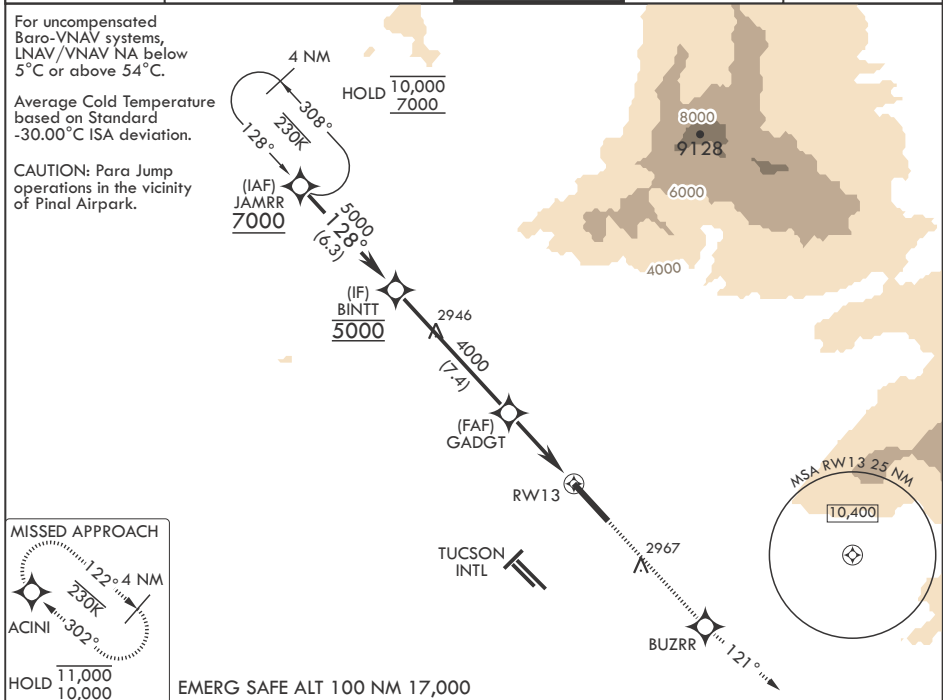 For uncompensated
Baro-VNAV systems,
LNAV/VNAV NA below
5°C or above 54°C.
Average Cold Temperature
based on Standard
-30.00°C ISA deviation.
CAUTION: Para Jump
operations in the vicinity
of Pinal Airpark.
4 NM
HOLD 10,000
7000
308°
230K
128°
(IAF)
JAMRR
7000
5000
128°
(6.3)
(IF)
BINTT
5000
2946
4000
(7.4)
(FAF)
GADGT
RW13
8000
9128
6000
4000
MSA RW13 25 NM
10,400
TUCSON
INTL
2967
BUZRR
121°
MISSED APPROACH
122°
4 NM
230K
302°
ACINI
HOLD 11,000
10,000
EMERG SAFE ALT 100 NM 17,000